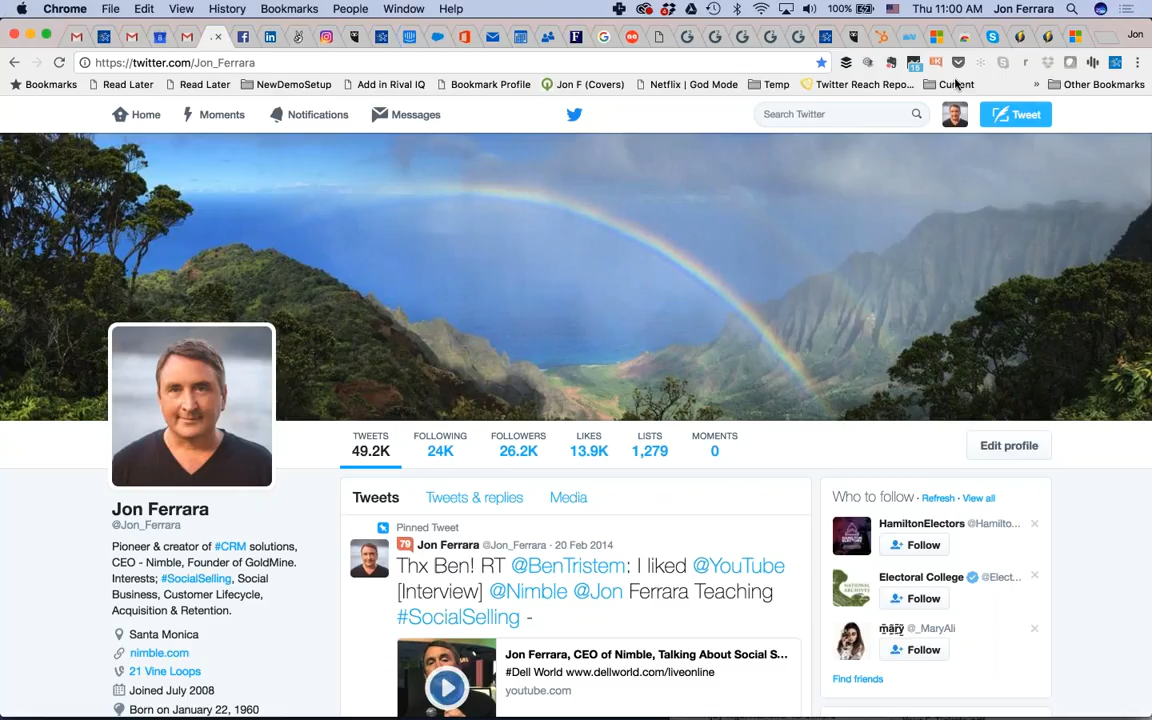 Chrome File Edit View History Bookmarks People Window Help 100% Thu 11:00 AM Jon Ferrara
Jon
https://twitter.com/Jon_Ferrara
15
Bookmarks Read Later Read Later NewDemoSetup Add in Rival IQ Bookmark Profile Jon F (Covers) Netflix | God Mode Temp Twitter Reach Repo... » Other Bookmarks
Home Moments Notifications Messages Search Twitter Tweet
TWEETS FOLLOWING FOLLOWERS LIKES LISTS MOMENTS
49.2K 24K 26.2K 13.9K 1,279 0
Edit profile
Jon Ferrara
@Jon_Ferrara
Pioneer & creator of #CRM solutions,
CEO - Nimble, Founder of GoldMine.
Interests; #SocialSelling, Social
Business, Customer Lifecycle,
Acquisition & Retention.
Santa Monica
nimble.com
21 Vine Loops
Joined July 2008
Born on January 22, 1960
Tweets Tweets & replies Media
Pinned Tweet
79 Jon Ferrara @Jon_Ferrara · 20 Feb 2014
Thx Ben! RT @BenTristem: I liked @YouTube
[Interview] @Nimble @Jon Ferrara Teaching
#SocialSelling -
Jon Ferrara, CEO of Nimble, Talking About Social S...
#Dell World www.dellworld.com/liveonline
youtube.com
Who to follow · Refresh · View all
HamiltonElectors @Hamilto...
Follow
Electoral College @Elect...
Follow
@_MaryAli
Follow
Find friends